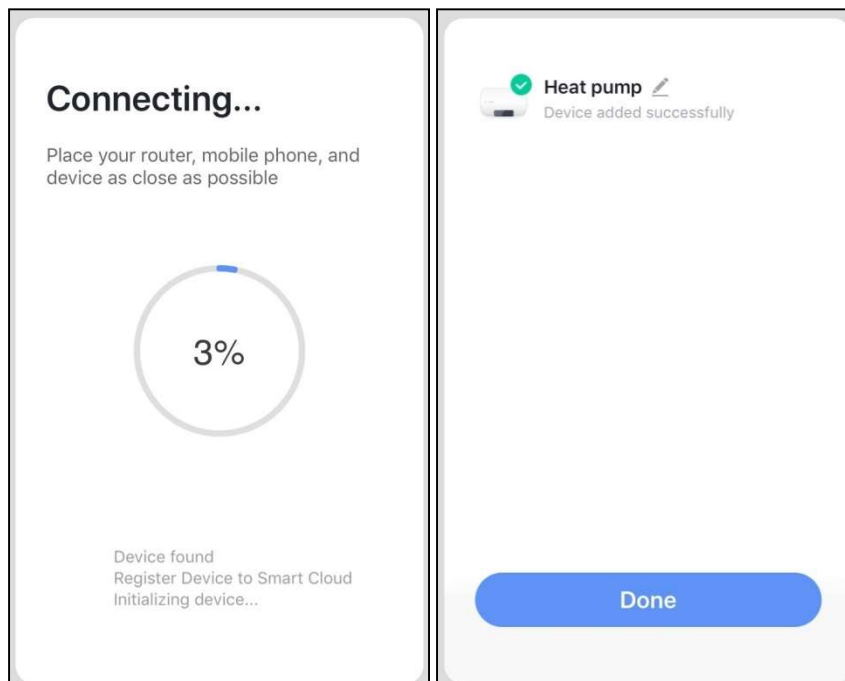 Connecting...
Place your router, mobile phone, and
device as close as possible
3%
Device found
Register Device to Smart Cloud
Initializing device...
Heat pump
Device added successfully
Done